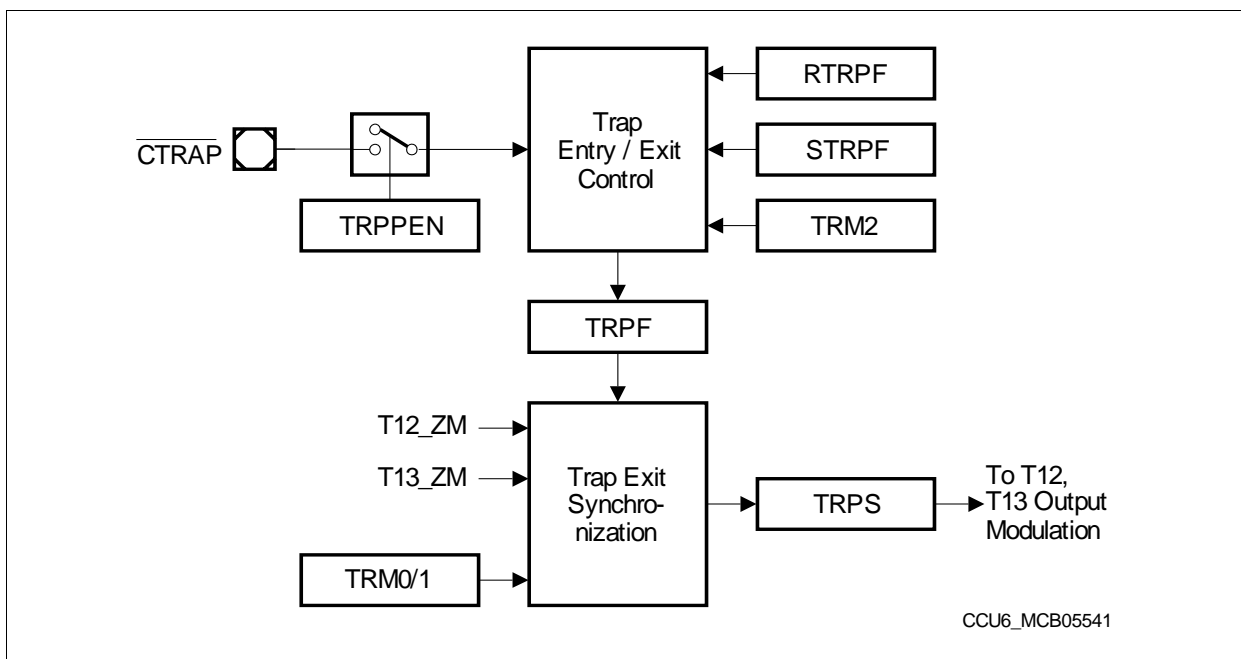 RTRPF
CTRAP
Trap
Entry / Exit
Control
STRPF
TRPPEN
TRM2
TRPF
T12_ZM
T13_ZM
Trap Exit
Synchro-
nization
TRPS
To T12,
T13 Output
Modulation
TRM0/1
CCU6_MCB05541